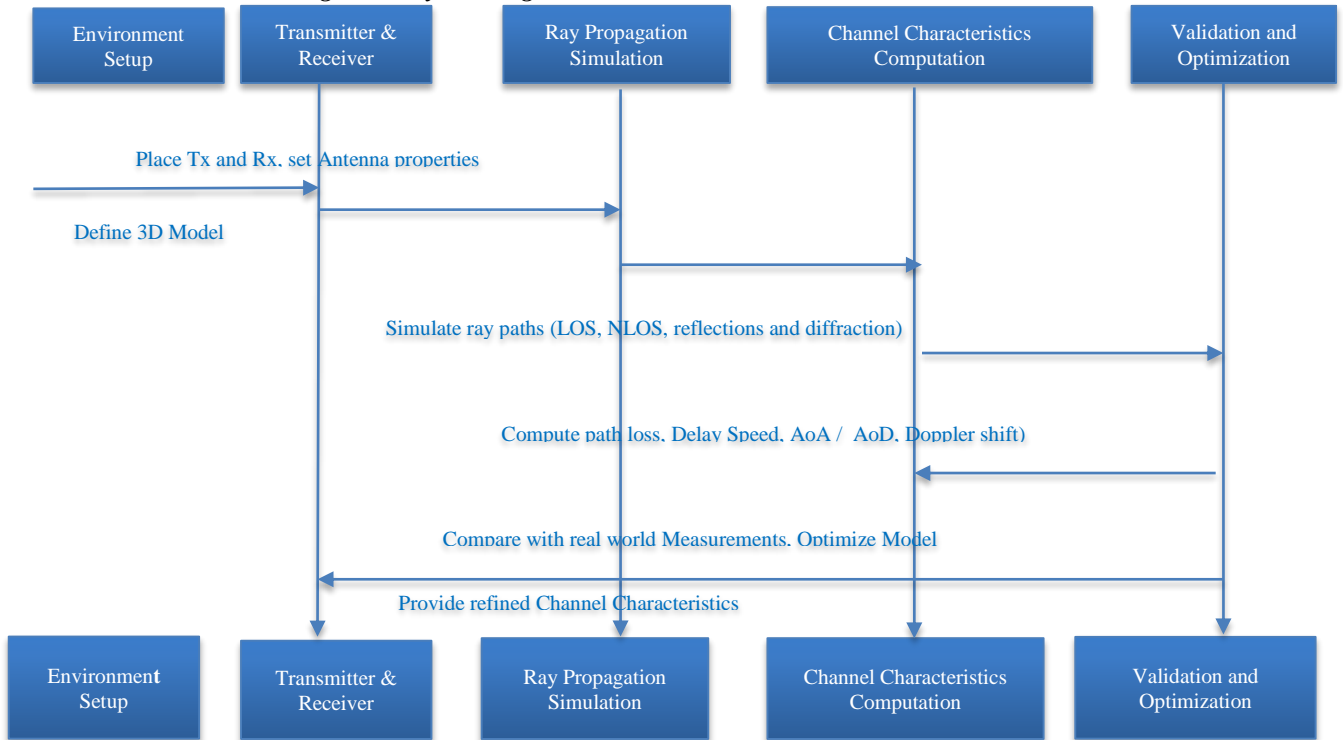 Environment
Setup
Transmitter &
Receiver
Ray Propagation
Simulation
Channel Characteristics
Computation
Validation and
Optimization
Place Tx and Rx, set Antenna properties
Define 3D Model
Simulate ray paths (LOS, NLOS, reflections and diffraction)
Compute path loss, Delay Speed, AoA / AoD, Doppler shift)
Compare with real world Measurements, Optimize Model
Provide refined Channel Characteristics
Environment
Setup
Transmitter &
Receiver
Ray Propagation
Simulation
Channel Characteristics
Computation
Validation and
Optimization